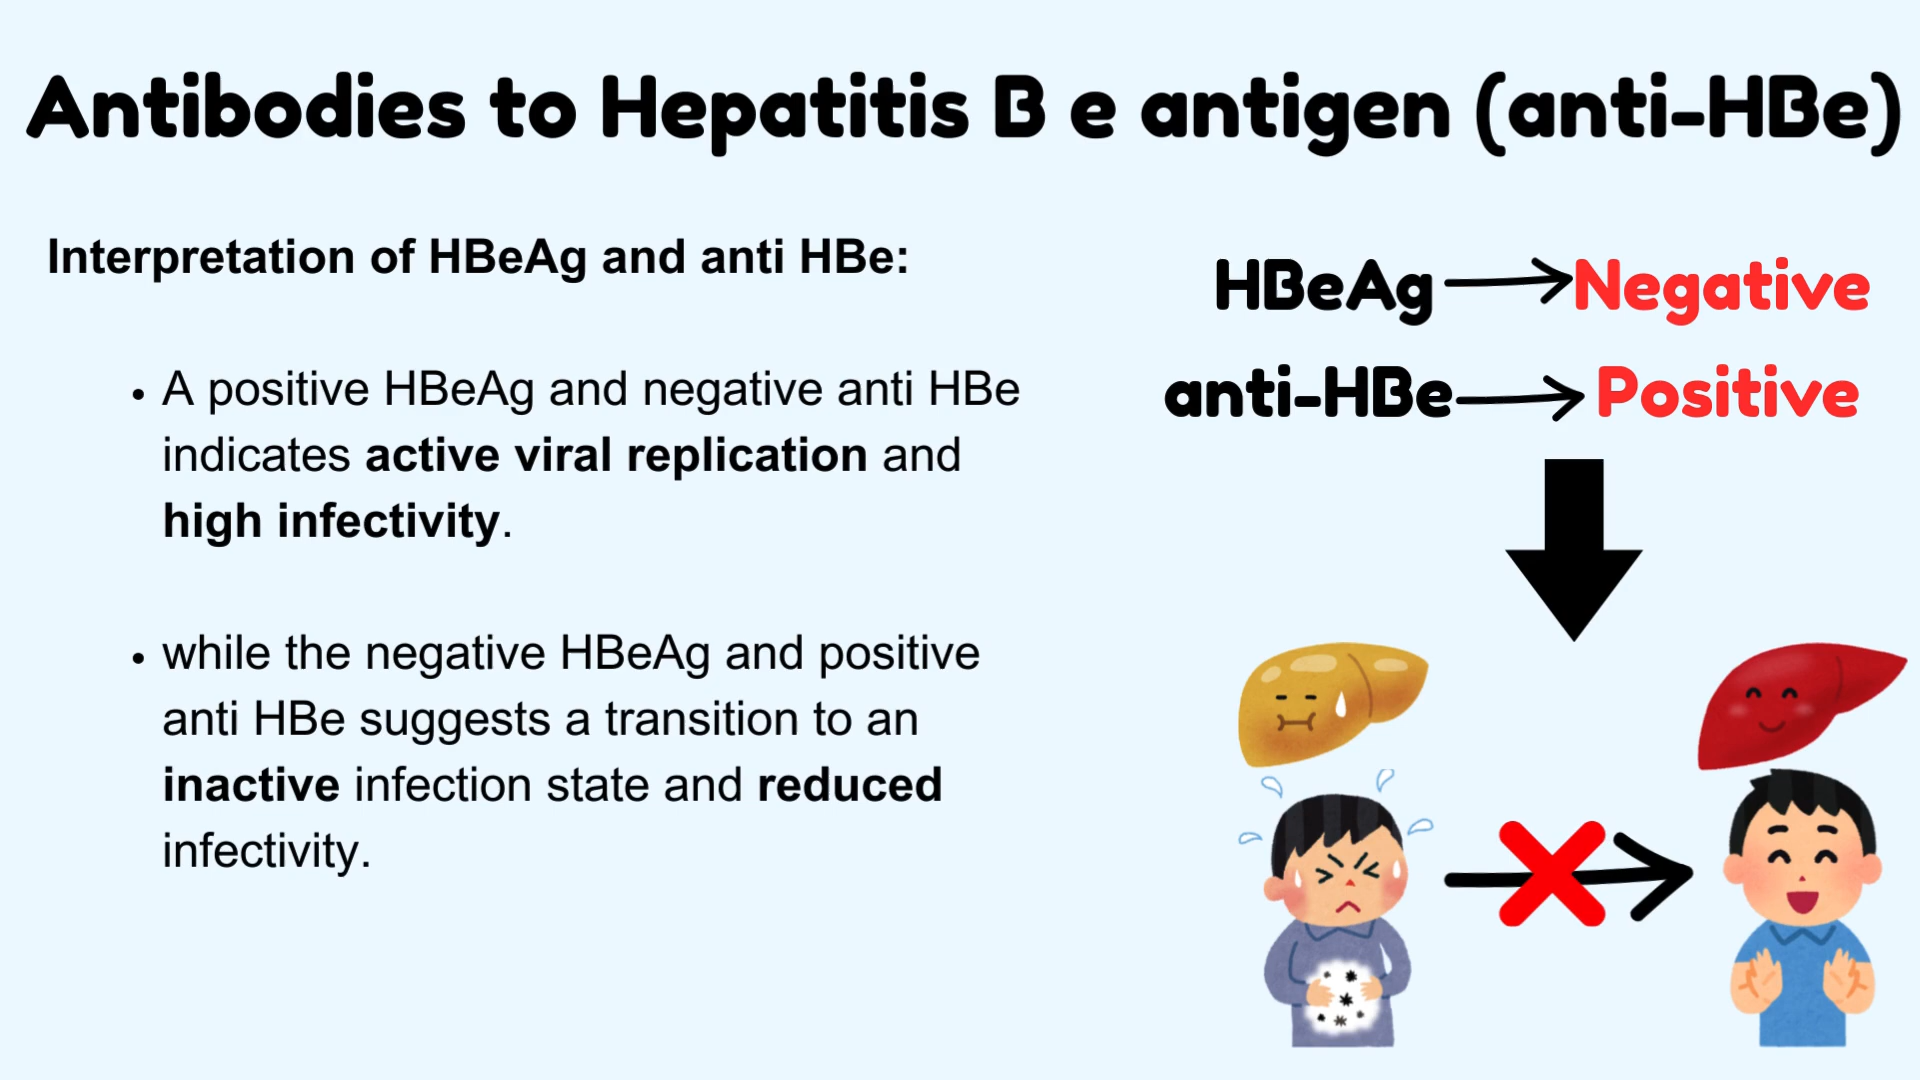 Antibodies to Hepatitis B e antigen (anti-HBe)
Interpretation of HBeAg and anti HBe:
• A positive HBeAg and negative anti HBe
indicates active viral replication and
high infectivity.
• while the negative HBeAg and positive
anti HBe suggests a transition to an
inactive infection state and reduced
infectivity.
HBeAg Negative
anti-HBe Positive